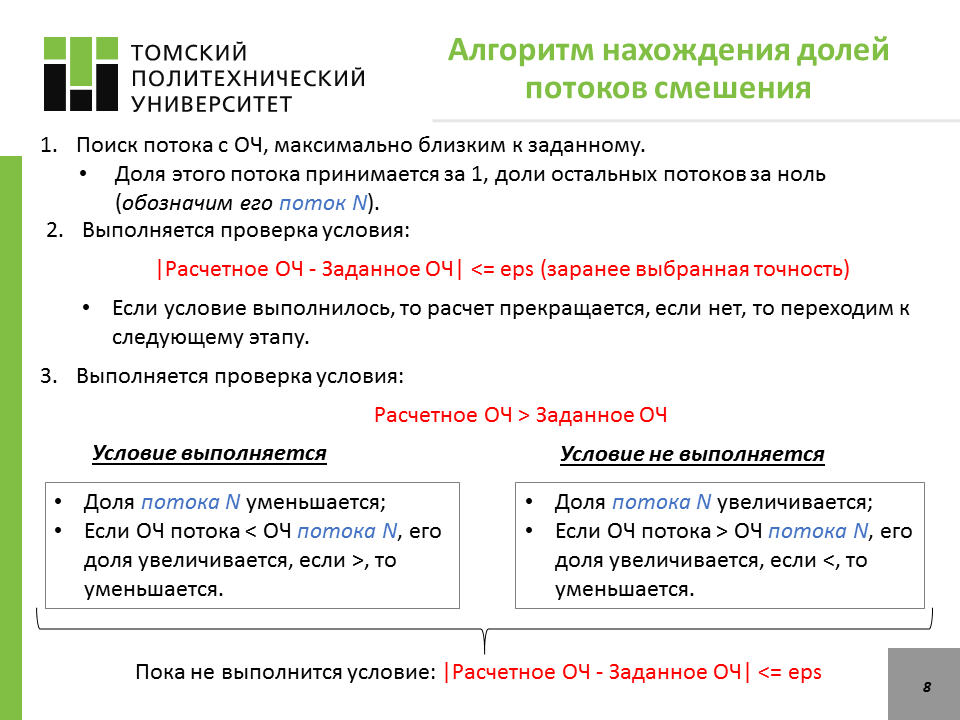 ТОМСКИЙ
ПОЛИТЕХНИЧЕСКИЙ
УНИВЕРСИТЕТ
Алгоритм нахождения долей
потоков смешения
1. Поиск потока с ОЧ, максимально близким к заданному.
• Доля этого потока принимается за 1, доли остальных потоков за ноль
(обозначим его поток N).
2. Выполняется проверка условия:
|Расчетное ОЧ - Заданное ОЧ| <= eps (заранее выбранная точность)
• Если условие выполнилось, то расчет прекращается, если нет, то переходим к
следующему этапу.
3. Выполняется проверка условия:
Расчетное ОЧ > Заданное ОЧ
Условие выполняется
• Доля потока N уменьшается;
• Если ОЧ потока < ОЧ потока N, его
доля увеличивается, если >, то
уменьшается.
Условие не выполняется
• Доля потока N увеличивается;
• Если ОЧ потока > ОЧ потока N, его
доля увеличивается, если <, то
уменьшается.
Пока не выполнится условие: |Расчетное ОЧ - Заданное ОЧ| <= eps
8